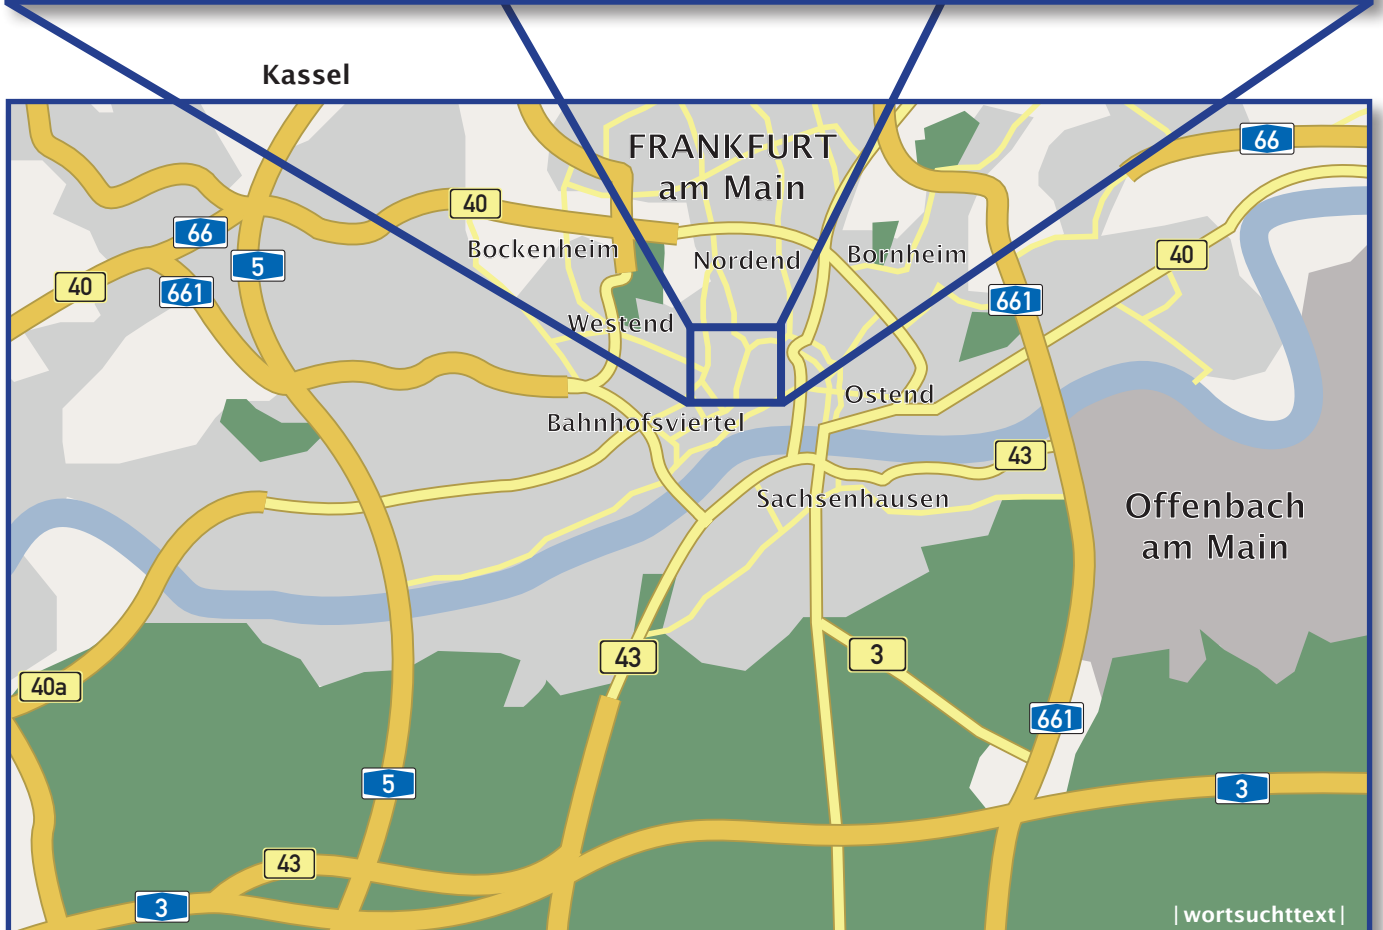 Kassel
FRANKFURT
am Main
66
40
66
5
40
661
Bockenheim
Nordend
Bornheim
40
661
Westend
Ostend
Bahnhofsviertel
43
Sachsenhausen
Offenbach
am Main
43
3
40a
661
5
3
43
3
|wortsuchttext|